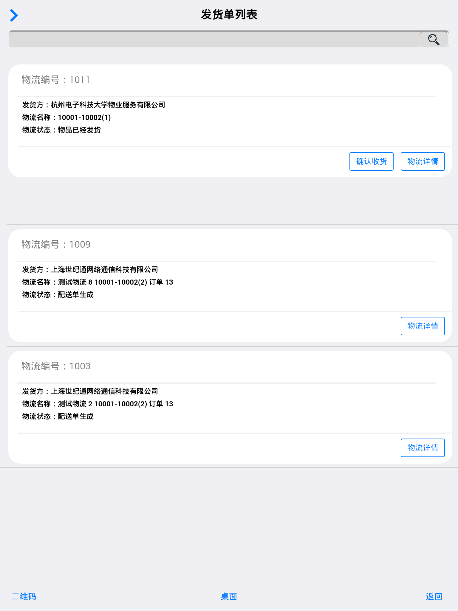 发货单列表
物流编号：1011
发货方：杭州电子科技大学物业服务有限公司
物流名称：10001-10002(1)
物流状态：物品已经发货
确认收货 物流详情
物流编号：1009
发货方：上海世纪通网络通信科技有限公司
物流名称：测试物流 8 10001-10002(2) 订单 13
物流状态：配送单生成
物流详情
物流编号：1003
发货方：上海世纪通网络通信科技有限公司
物流名称：测试物流 2 10001-10002(2) 订单 13
物流状态：配送单生成
物流详情
二维码 桌面 返回